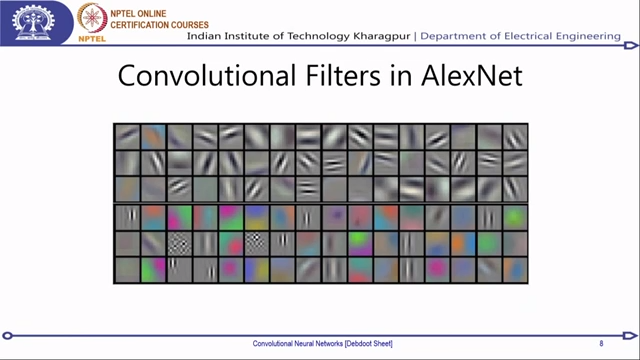 NPTEL ONLINE
CERTIFICATION COURSES
NPTEL
Indian Institute of Technology Kharagpur | Department of Electrical Engineering
Convolutional Filters in AlexNet
Convolutional Neural Networks [Debdoot Sheet]
8